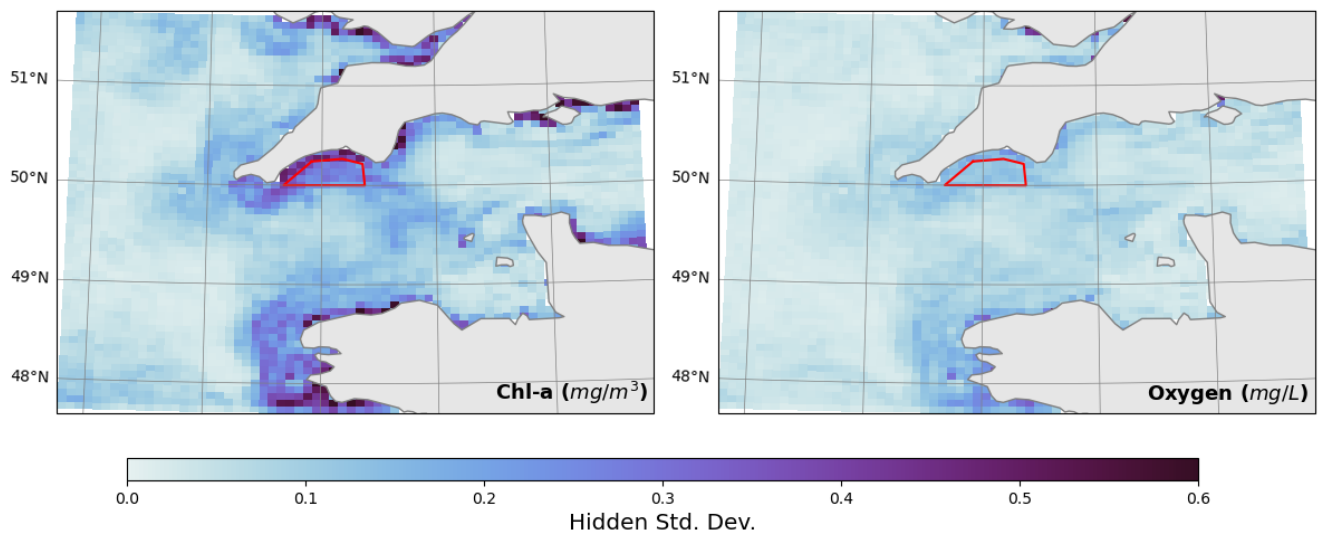 51°N
50°N
49°N
48°N
Chl-a (mg/m³)
51°N
50°N
49°N
48°N
Oxygen (mg/L)
0.0 0.1 0.2 0.3 0.4 0.5 0.6
Hidden Std. Dev.